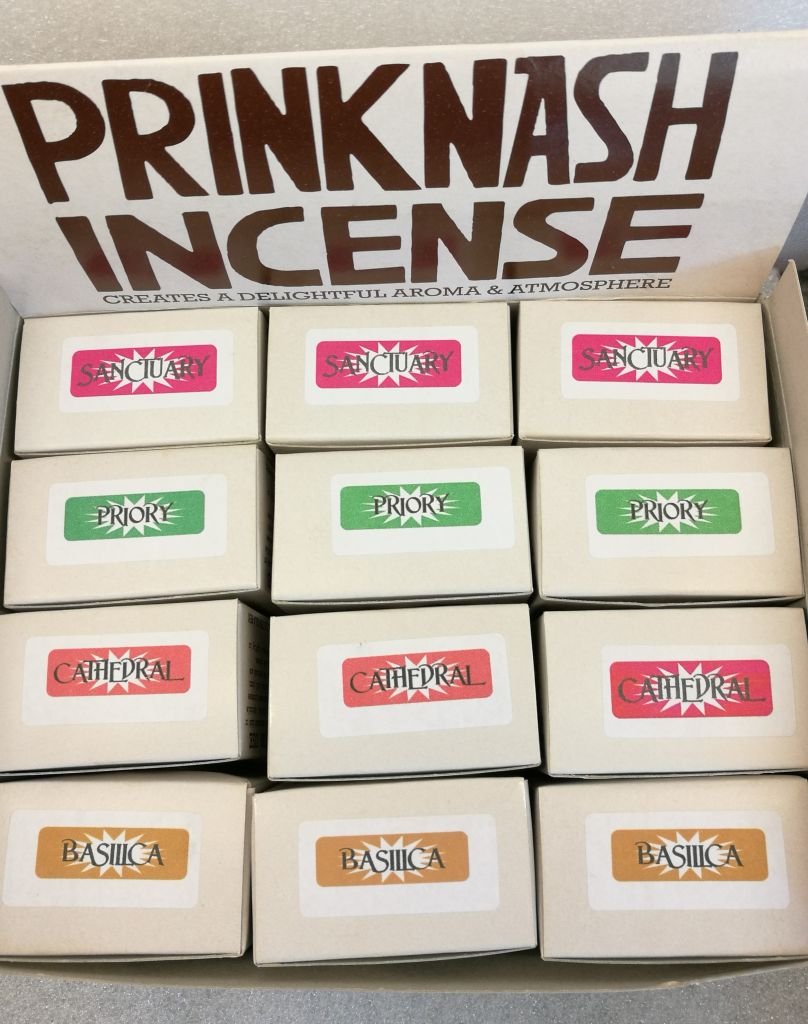 PRINKNASH
INCENSE
CREATES A DELIGHTFUL AROMA & ATMOSPHERE
SANCTUARY SANCTUARY SANCTUARY
PRIORY PRIORY PRIORY
CATHEDRAL CATHEDRAL CATHEDRAL
BASILICA BASILICA BASILICA